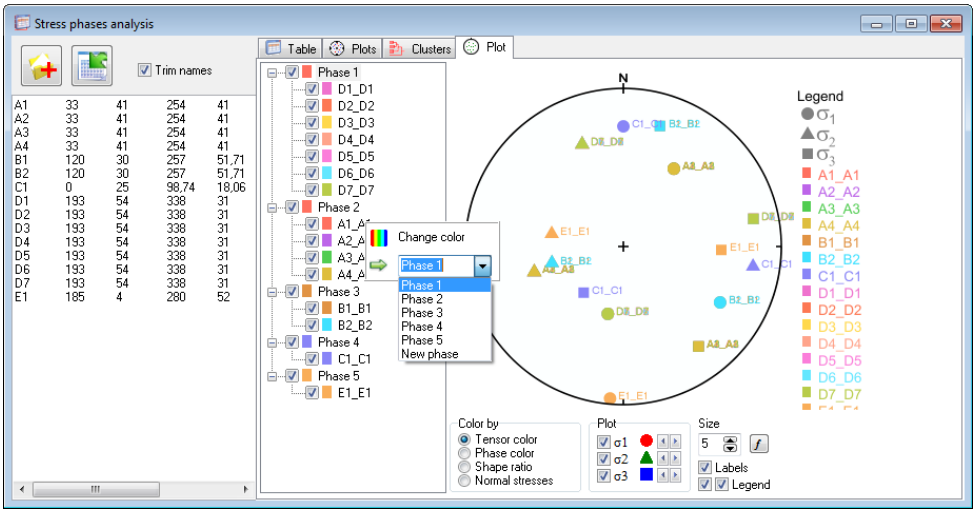 Stress phases analysis
Trim names
A1 33 41 254 41
A2 33 41 254 41
A3 33 41 254 41
A4 33 41 254 41
B1 120 30 257 51,71
B2 120 30 257 51,71
C1 0 25 98,74 18,06
D1 193 54 338 31
D2 193 54 338 31
D3 193 54 338 31
D4 193 54 338 31
D5 193 54 338 31
D6 193 54 338 31
D7 193 54 338 31
E1 185 4 280 52
Table Plots Clusters Plot
Phase 1
D1_D1
D2_D2
D3_D3
D4_D4
D5_D5
D6_D6
D7_D7
Phase 2
A1_A1
A2_A
A3_A
A4_A
Phase 3
B1_B1
B2_B2
Phase 4
C1_C1
Phase 5
E1_E1
Change color
Phase 1
Phase 1
Phase 2
Phase 3
Phase 4
Phase 5
New phase
N
C1_C1 B2_B2
E1_E1
E1_E1
B2_B2
C1_C1
C1_C1
B2_B2
E1_E1
Legend
σ1
σ2
σ3
A1_A1
A2_A2
A3_A3
A4_A4
B1_B1
B2_B2
C1_C1
D1_D1
D2_D2
D3_D3
D4_D4
D5_D5
D6_D6
D7_D7
Color by
Tensor color
Phase color
Shape ratio
Normal stresses
Plot
σ1
σ2
σ3
Size
5 f
Labels
Legend